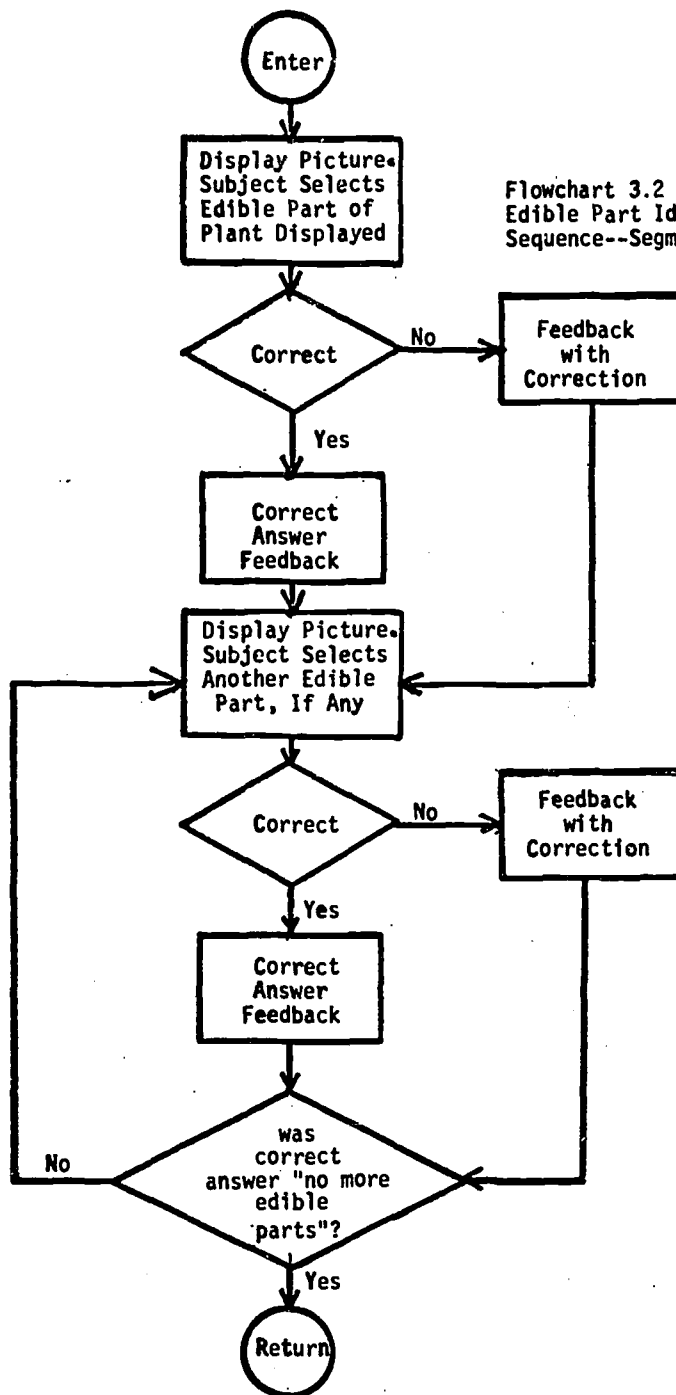 Enter
Display Picture.
Subject Selects
Edible Part of
Plant Displayed
Flowchart 3.2
Edible Part
Sequence--
Correct
No
Feedback
with
Correction
Yes
Correct
Answer
Feedback
Display Picture.
Subject Selects
Another Edible
Part, If Any
Correct
No
Feedback
with
Correction
Yes
Correct
Answer
Feedback
was
correct
No
answer "no more
edible
parts"?
Yes
Return